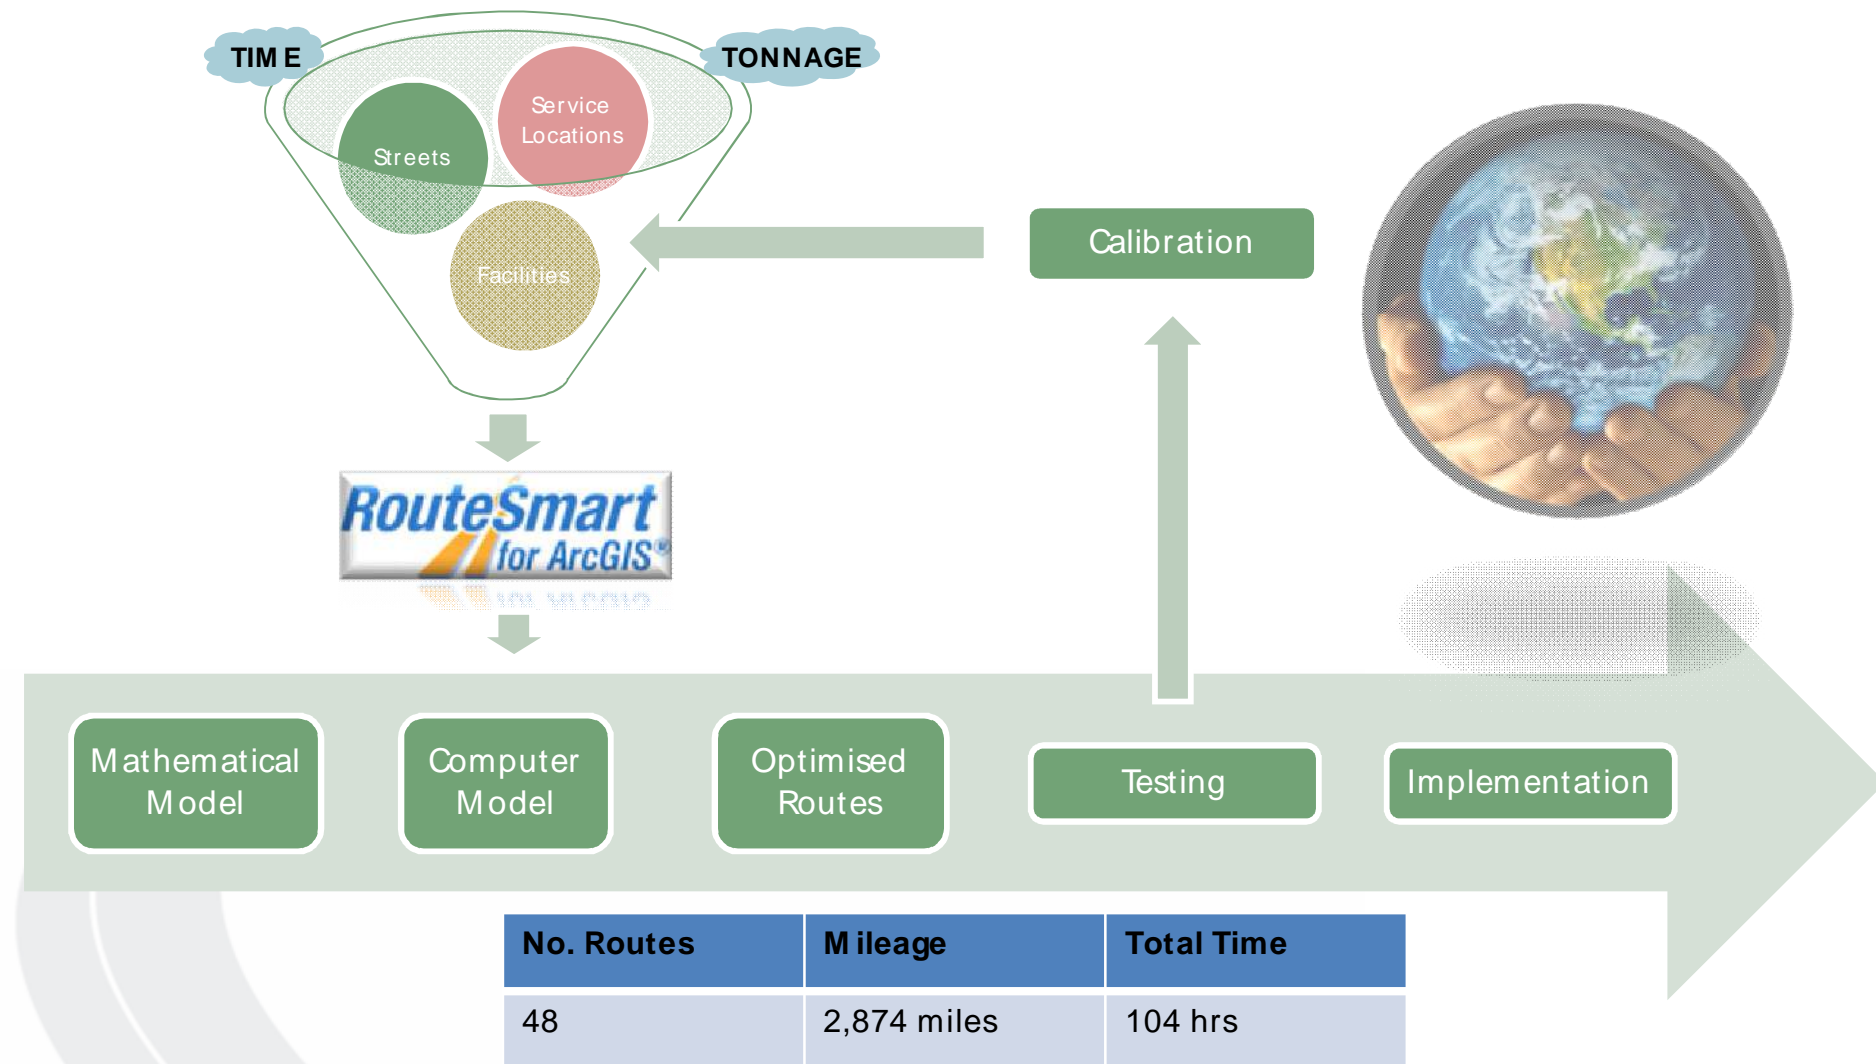 TIME
TONNAGE
Service
Locations
Streets
Facilities
Calibration
RouteSmart
for ArcGIS®
Mathematical
Model
Computer
Model
Optimised
Routes
Testing
Implementation
No. Routes Mileage Total Time
48 2,874 miles 104 hrs